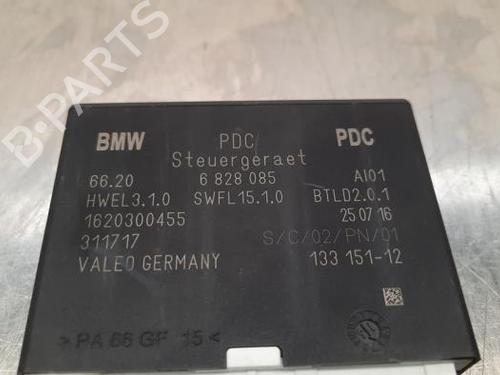 BMW PDC PDC
Steuergeraet
66.20 6 828 085 AI01
HWEL3.1.0 SWFL15.1.0 BTLD2.0.1
1620300455 25 07 16
311717 S/C/02/PN/01
VALEO GERMANY 133 151-12
>PA 66 GF 15<
B-PARTS